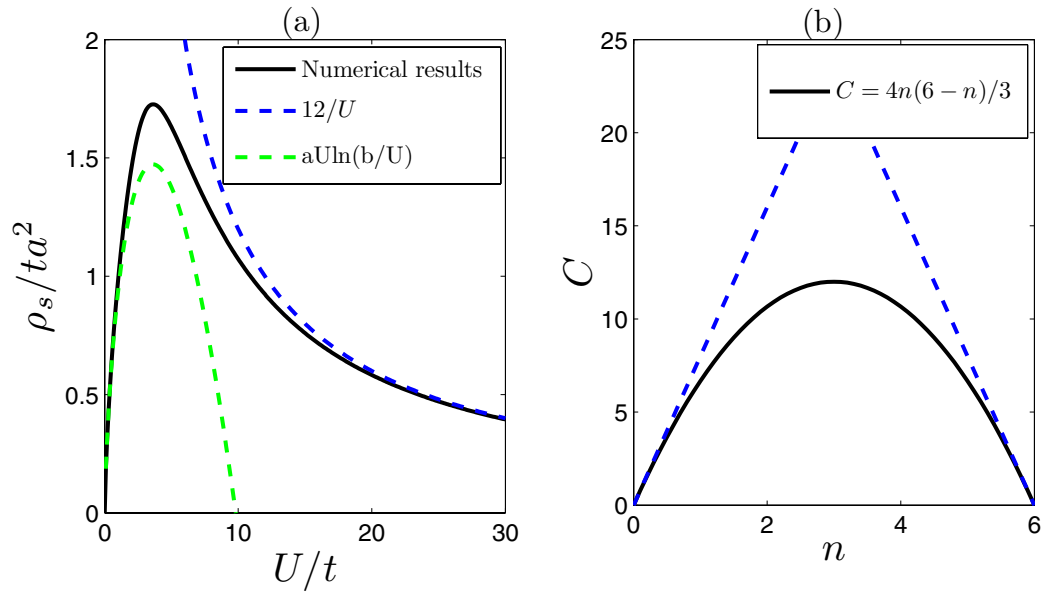 (a)
2
1.5
1
0.5
0
0
10
20
30
ρs/ta²
U/t
Numerical results
12/U
aUln(b/U)
(b)
25
20
15
10
5
0
0
2
4
6
C
n
C = 4n(6 − n)/3